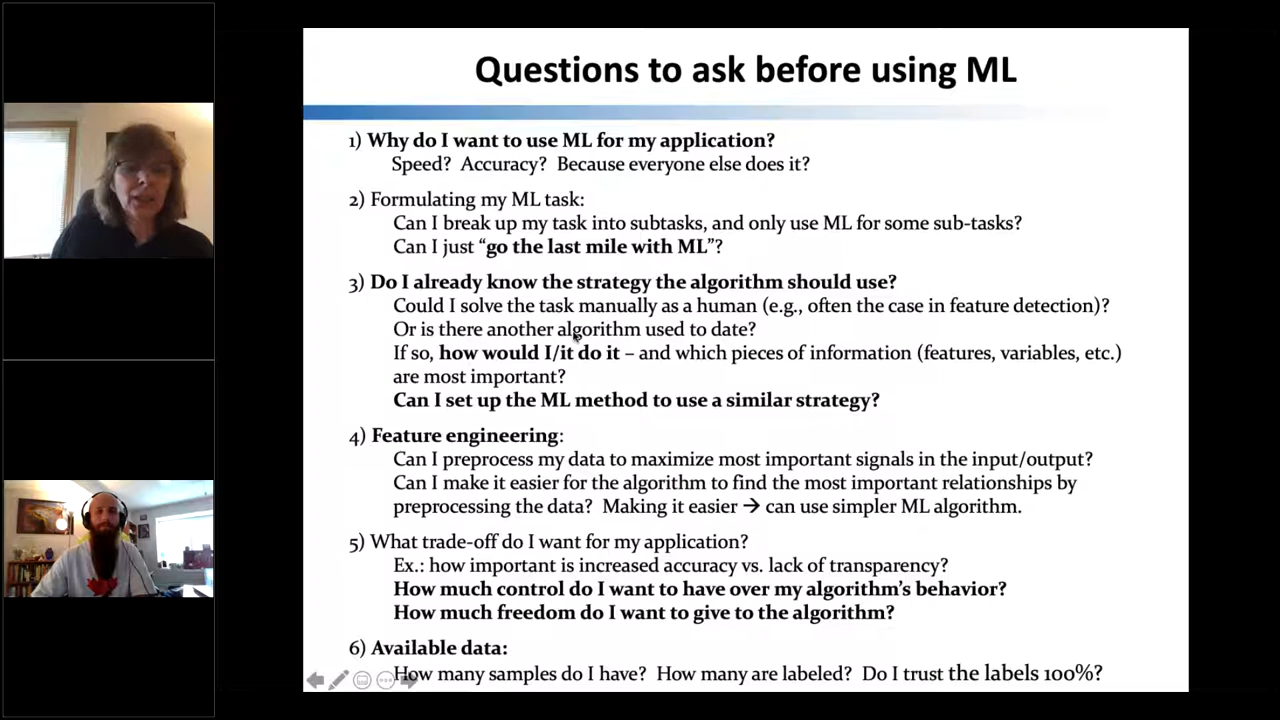 Questions to ask before using ML
1) Why do I want to use ML for my application?
Speed? Accuracy? Because everyone else does it?
2) Formulating my ML task:
Can I break up my task into subtasks, and only use ML for some sub-tasks?
Can I just “go the last mile with ML”?
3) Do I already know the strategy the algorithm should use?
Could I solve the task manually as a human (e.g., often the case in feature detection)?
Or is there another algorithm used to date?
If so, how would I/it do it – and which pieces of information (features, variables, etc.)
are most important?
Can I set up the ML method to use a similar strategy?
4) Feature engineering:
Can I preprocess my data to maximize most important signals in the input/output?
Can I make it easier for the algorithm to find the most important relationships by
preprocessing the data? Making it easier → can use simpler ML algorithm.
5) What trade-off do I want for my application?
Ex.: how important is increased accuracy vs. lack of transparency?
How much control do I want to have over my algorithm’s behavior?
How much freedom do I want to give to the algorithm?
6) Available data:
How many samples do I have? How many are labeled? Do I trust the labels 100%?